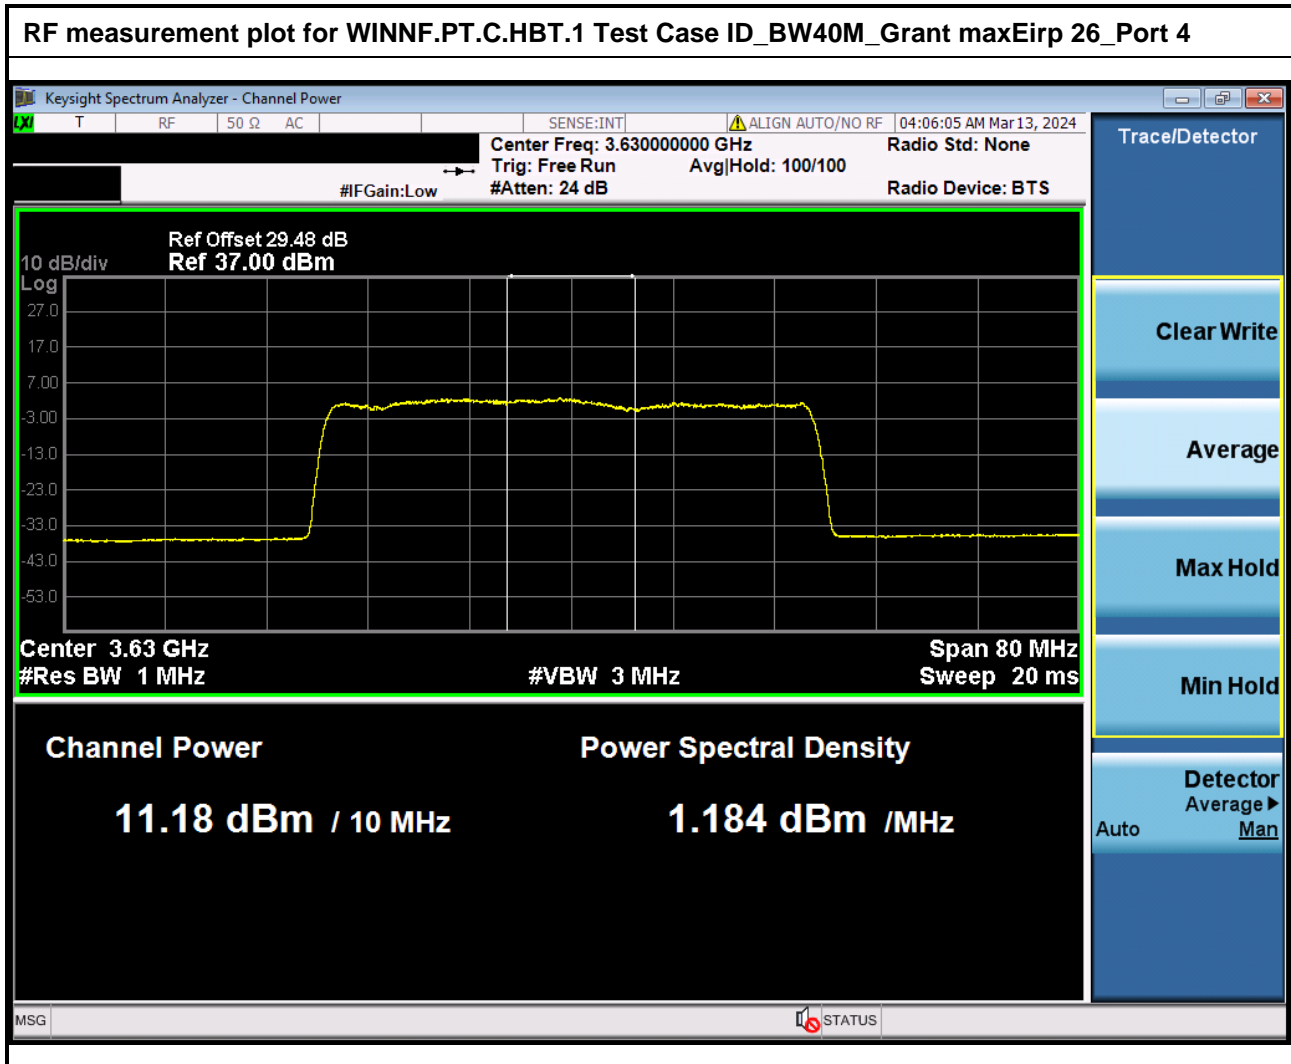 RF measurement plot for WINNF.PT.C.HBT.1 Test Case ID_BW40M_Grant maxEirp 26_Port 4
Keysight Spectrum Analyzer - Channel Power
LXI T RF 50 Ω AC SENSE:INT ALIGN AUTO/NO RF 04:06:05 AM Mar 13, 2024
Center Freq: 3.630000000 GHz Radio Std: None
Trig: Free Run Avg|Hold: 100/100
#IFGain:Low #Atten: 24 dB Radio Device: BTS
Ref Offset 29.48 dB
10 dB/div Ref 37.00 dBm
Log
27.0
17.0
7.00
-3.00
-13.0
-23.0
-33.0
-43.0
-53.0
Center 3.63 GHz Span 80 MHz
#Res BW 1 MHz #VBW 3 MHz Sweep 20 ms
Channel Power Power Spectral Density
11.18 dBm / 10 MHz 1.184 dBm /MHz
MSG STATUS
Trace/Detector
Clear Write
Average
Max Hold
Min Hold
Detector
Average
Auto Man